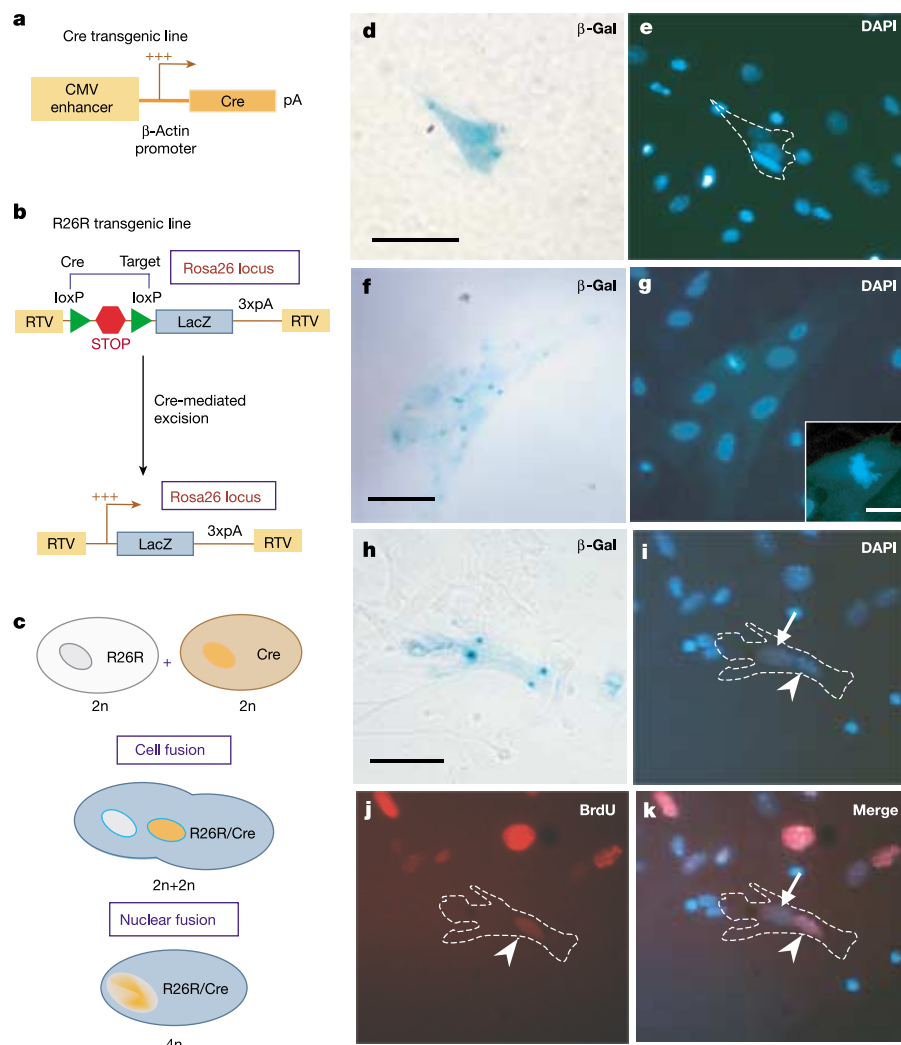 a
Cre transgenic line
+++
CMV
enhancer
Cre
pA
β-Actin
promoter
b
R26R transgenic line
Cre
Target
Rosa26 locus
loxP
loxP
3xpA
RTV
LacZ
RTV
STOP
Cre-mediated
excision
+++
Rosa26 locus
3xpA
RTV
LacZ
RTV
c
R26R
+
Cre
2n
2n
Cell fusion
R26R/Cre
2n+2n
Nuclear fusion
R26R/Cre
4n
d
β-Gal
e
DAPI
f
β-Gal
g
DAPI
h
β-Gal
i
DAPI
j
BrdU
k
Merge